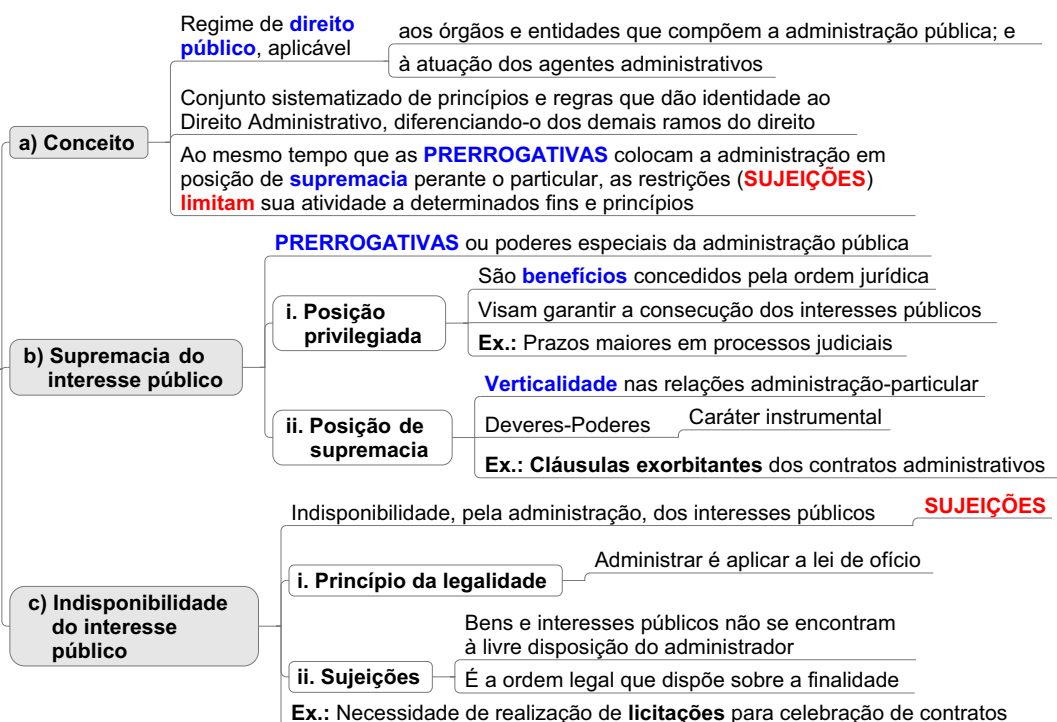 Regime de direito
público, aplicável
aos órgãos e entidades que compõem a administração pública; e
à atuação dos agentes administrativos
a) Conceito
Conjunto sistematizado de princípios e regras que dão identidade ao
Direito Administrativo, diferenciando-o dos demais ramos do direito
Ao mesmo tempo que as PRERROGATIVAS colocam a administração em
posição de supremacia perante o particular, as restrições (SUJEIÇÕES)
limitam sua atividade a determinados fins e princípios
b) Supremacia do
interesse público
PRERROGATIVAS ou poderes especiais da administração pública
i. Posição
privilegiada
São benefícios concedidos pela ordem jurídica
Visam garantir a consecução dos interesses públicos
Ex.: Prazos maiores em processos judiciais
ii. Posição de
supremacia
Verticalidade nas relações administração-particular
Deveres-Poderes
Caráter instrumental
Ex.: Cláusulas exorbitantes dos contratos administrativos
c) Indisponibilidade
do interesse
público
Indisponibilidade, pela administração, dos interesses públicos
SUJEIÇÕES
i. Princípio da legalidade
Administrar é aplicar a lei de ofício
ii. Sujeições
Bens e interesses públicos não se encontram
à livre disposição do administrador
É a ordem legal que dispõe sobre a finalidade
Ex.: Necessidade de realização de licitações para celebração de contratos